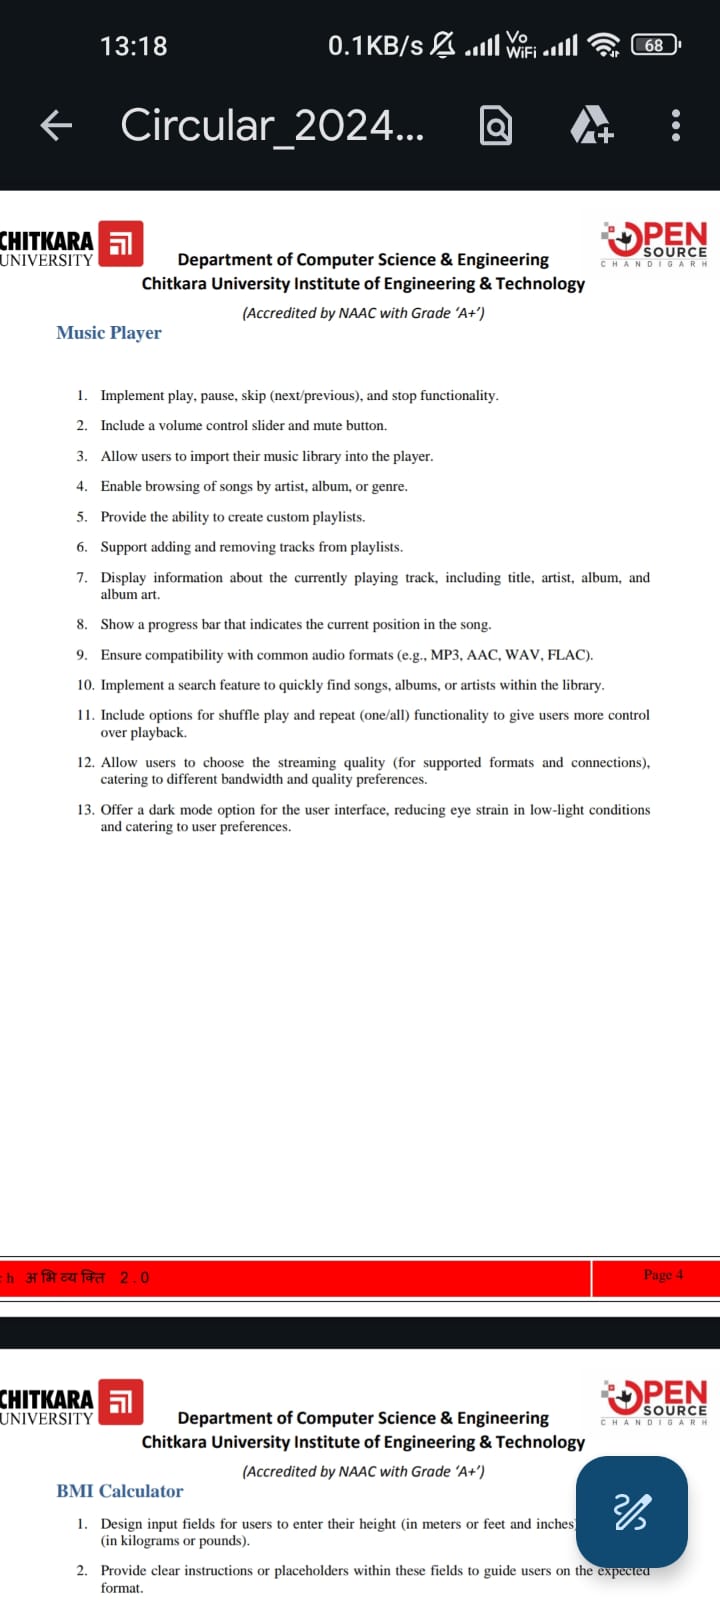 13:18
0.1KB/s Vo WiFi 68
Circular_2024...
CHITKARA
UNIVERSITY
OPEN
SOURCE
CHANDIGARH
Department of Computer Science & Engineering
Chitkara University Institute of Engineering & Technology
(Accredited by NAAC with Grade ‘A+’)
Music Player
1. Implement play, pause, skip (next/previous), and stop functionality.
2. Include a volume control slider and mute button.
3. Allow users to import their music library into the player.
4. Enable browsing of songs by artist, album, or genre.
5. Provide the ability to create custom playlists.
6. Support adding and removing tracks from playlists.
7. Display information about the currently playing track, including title, artist, album, and
album art.
8. Show a progress bar that indicates the current position in the song.
9. Ensure compatibility with common audio formats (e.g., MP3, AAC, WAV, FLAC).
10. Implement a search feature to quickly find songs, albums, or artists within the library.
11. Include options for shuffle play and repeat (one/all) functionality to give users more control
over playback.
12. Allow users to choose the streaming quality (for supported formats and connections),
catering to different bandwidth and quality preferences.
13. Offer a dark mode option for the user interface, reducing eye strain in low-light conditions
and catering to user preferences.
h अभिव्यक्ति 2.0
Page 4
CHITKARA
UNIVERSITY
OPEN
SOURCE
CHANDIGARH
Department of Computer Science & Engineering
Chitkara University Institute of Engineering & Technology
(Accredited by NAAC with Grade ‘A+’)
BMI Calculator
1. Design input fields for users to enter their height (in meters or feet and inches)
(in kilograms or pounds).
2. Provide clear instructions or placeholders within these fields to guide users on the expected
format.